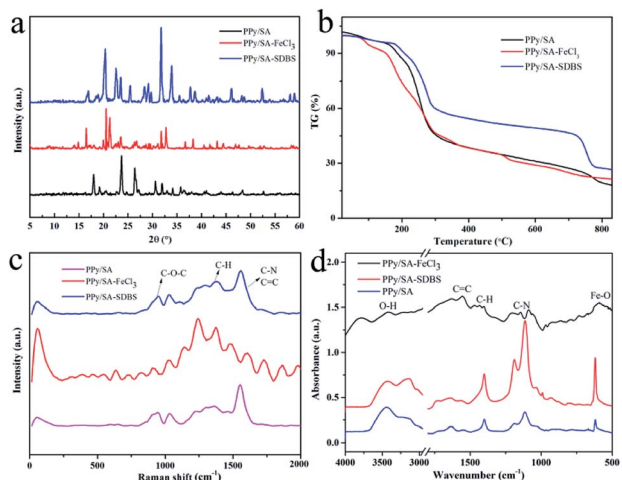 a
PPy/SA
PPy/SA-FeCl3
PPy/SA-SDBS
Intensity (a.u.)
5 10 15 20 25 30 35 40 45 50 55 60
2θ (°)
b
PPy/SA
PPy/SA-FeCl3
PPy/SA-SDBS
TG (%)
90
60
30
0
200 400 600 800
Temperature (°C)
c
PPy/SA
PPy/SA-FeCl3
PPy/SA-SDBS
C-O-C
C-H
C-N
C=C
Intensity (a.u.)
0 500 1000 1500 2000
Raman shift (cm-1)
d
PPy/SA-FeCl3
PPy/SA-SDBS
PPy/SA
O-H
C=C
C-H
C-N
Fe-O
Absorbance (a.u.)
2.0
1.5
1.0
0.5
0.0
4000 3500 3000 1500 1000 500
Wavenumber (cm-1)